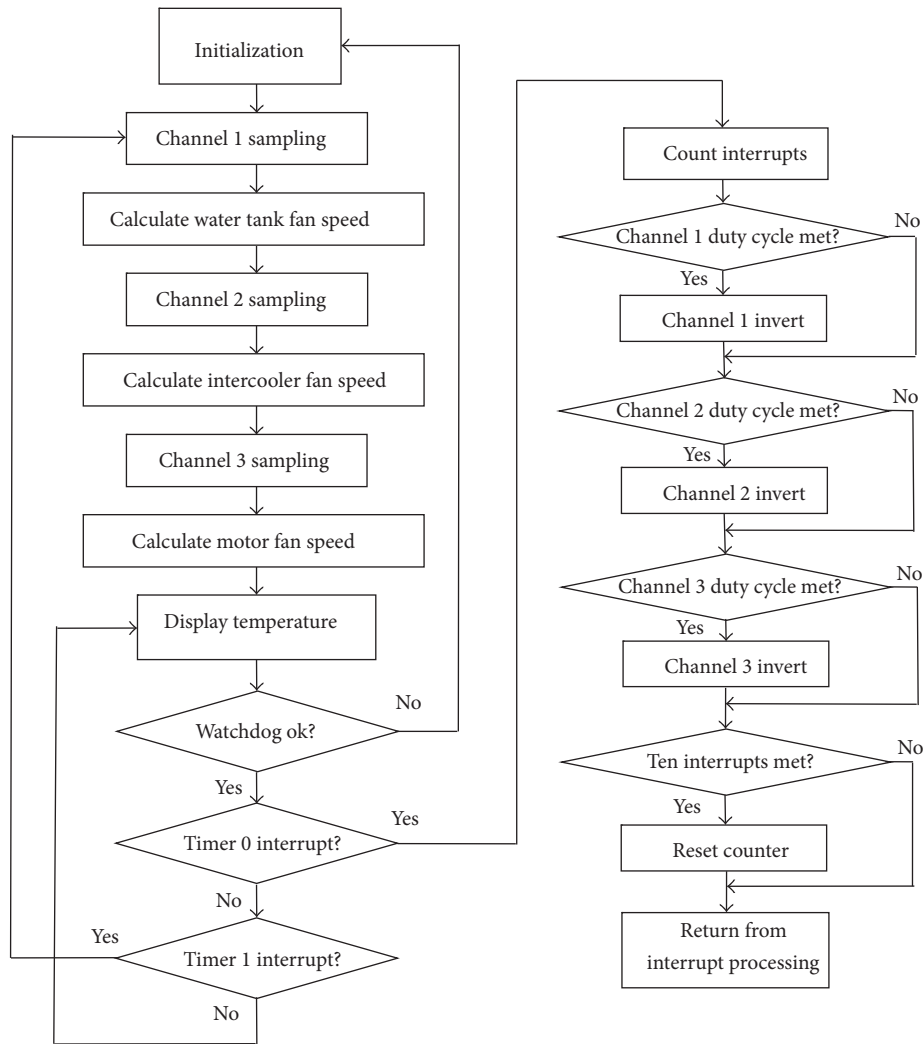 Initialization
Channel 1 sampling
Calculate water tank fan speed
Channel 2 sampling
Calculate intercooler fan speed
Channel 3 sampling
Calculate motor fan speed
Display temperature
No
Watchdog ok?
Yes
Yes
Timer 0 interrupt?
No
Yes
Timer 1 interrupt?
No
Count interrupts
No
Channel 1 duty cycle met?
Yes
Channel 1 invert
No
Channel 2 duty cycle met?
Yes
Channel 2 invert
No
Channel 3 duty cycle met?
Yes
Channel 3 invert
No
Ten interrupts met?
Yes
Reset counter
Return from
interrupt processing